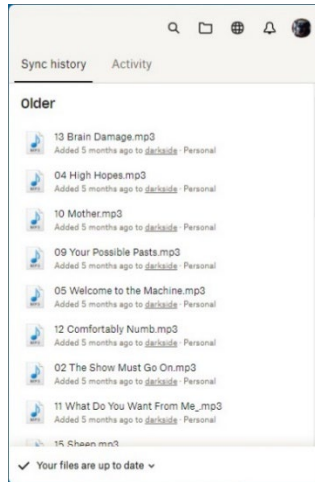 Sync history Activity
Older
13 Brain Damage.mp3
Added 5 months ago to darkside · Personal
04 High Hopes.mp3
Added 5 months ago to darkside · Personal
10 Mother.mp3
Added 5 months ago to darkside · Personal
09 Your Possible Pasts.mp3
Added 5 months ago to darkside · Personal
05 Welcome to the Machine.mp3
Added 5 months ago to darkside · Personal
12 Comfortably Numb.mp3
Added 5 months ago to darkside · Personal
02 The Show Must Go On.mp3
Added 5 months ago to darkside · Personal
11 What Do You Want From Me_.mp3
Added 5 months ago to darkside · Personal
15 Sheep.mp3
Your files are up to date